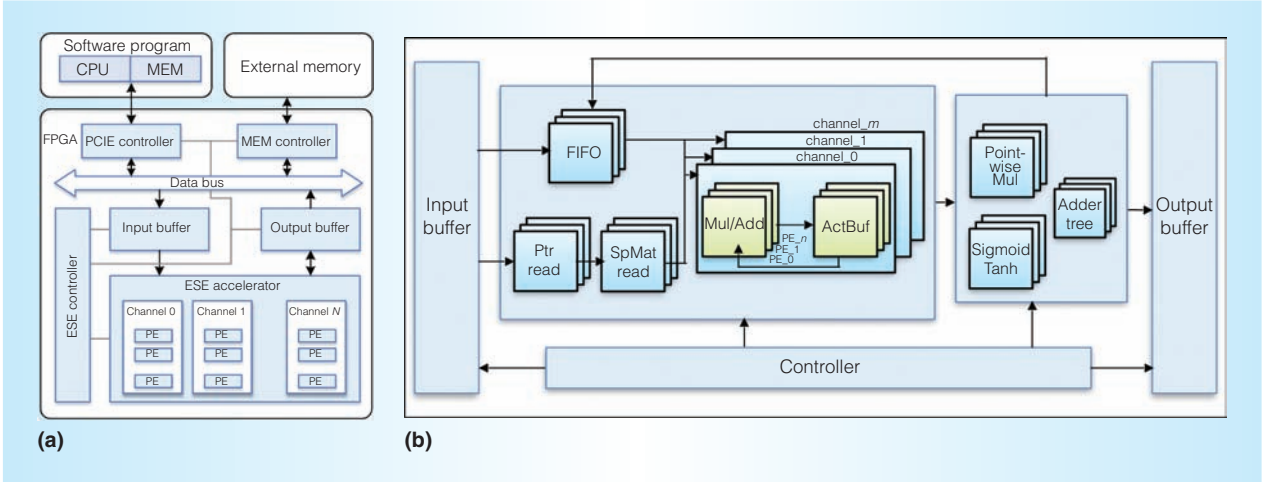 Software program
CPU MEM
External memory
FPGA
PCIE controller
MEM controller
Data bus
Input buffer
Output buffer
ESE controller
ESE accelerator
Channel 0
PE
PE
PE
Channel 1
PE
PE
PE
Channel N
PE
PE
PE
(a)
Input
buffer
FIFO
Ptr
read
SpMat
read
channel_m
channel_1
channel_0
Mul/Add
ActBuf
PE_n
PE_1
PE_0
Point-
wise
Mul
Adder
tree
Sigmoid
Tanh
Output
buffer
Controller
(b)